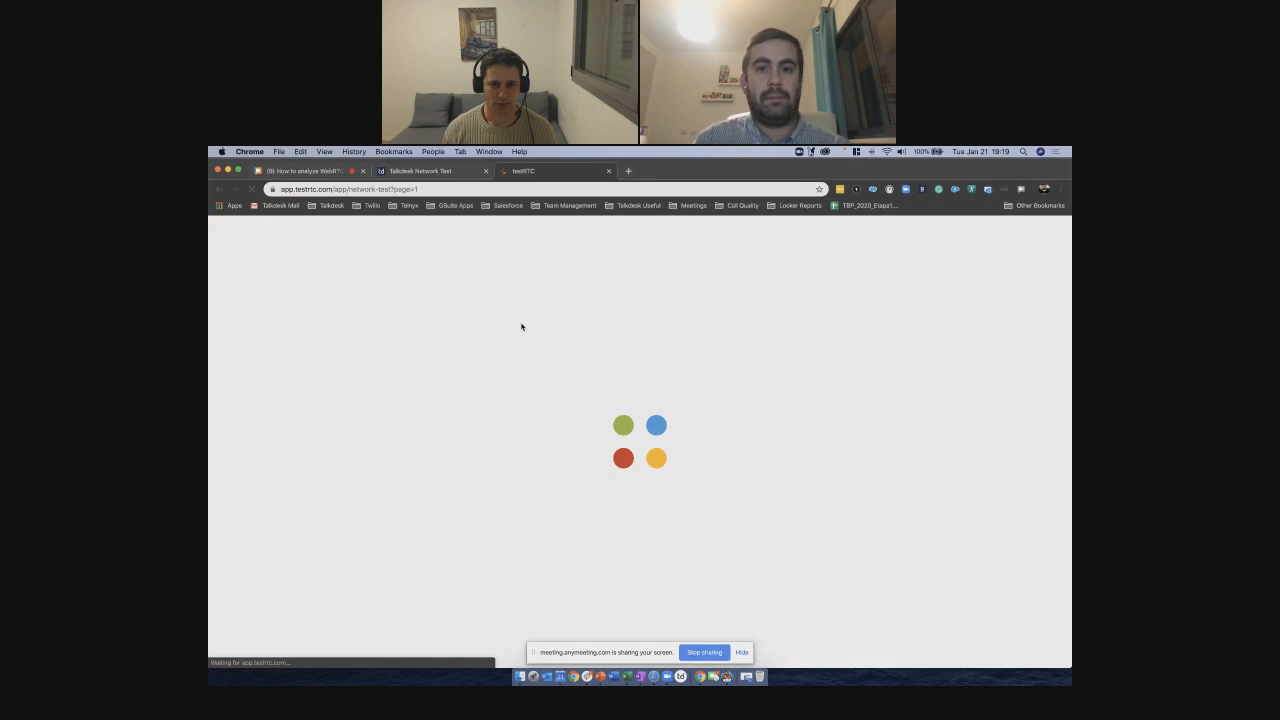 Chrome File Edit View History Bookmarks People Tab Window Help 100% Tue Jan 21 19:19
(9) How to analyze WebRTC Talkdesk Network Test testRTC
app.testrtc.com/app/network-test?page=1
Apps Talkdesk Mail Talkdesk Twilio Telnyx GSuite Apps Salesforce Team Management Talkdesk Useful Meetings Call Quality Looker Reports TBP_2020_Etapa1.... Other Bookmarks
meeting.anymeeting.com is sharing your screen. Stop sharing Hide
Waiting for app.testrtc.com...
td